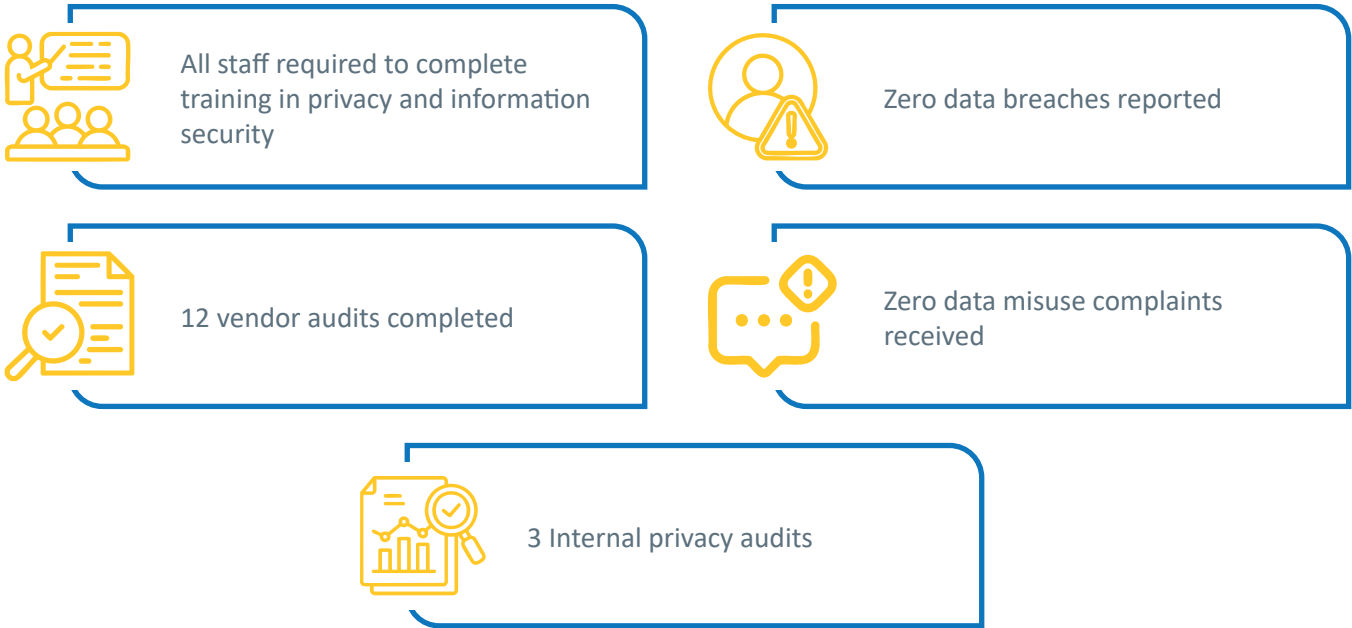 All staff required to complete
training in privacy and information
security
Zero data breaches reported
12 vendor audits completed
Zero data misuse complaints
received
3 Internal privacy audits